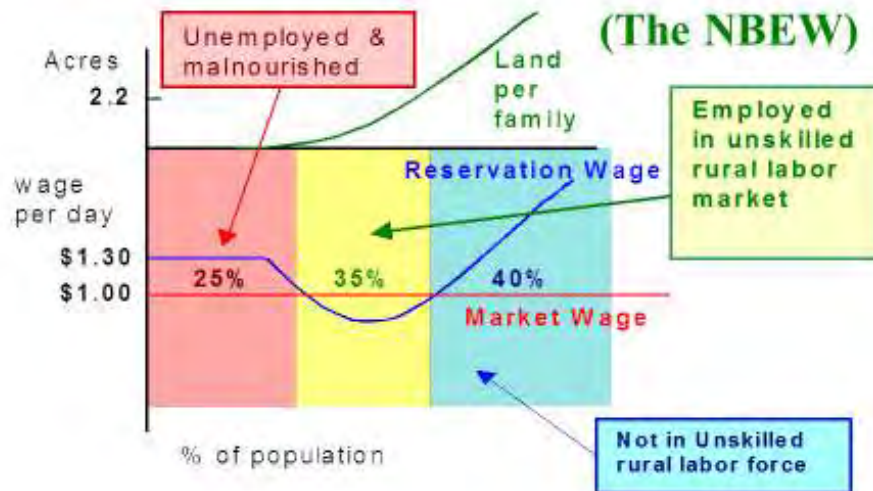 (The NBEW)
Unemployed &
malnourished
Acres
2.2
Land
per
family
Employed
in unskilled
rural labor
market
Reservation Wage
wage
per day
$1.30
25%
35%
40%
$1.00
Market Wage
% of population
Not in Unskilled
rural labor force